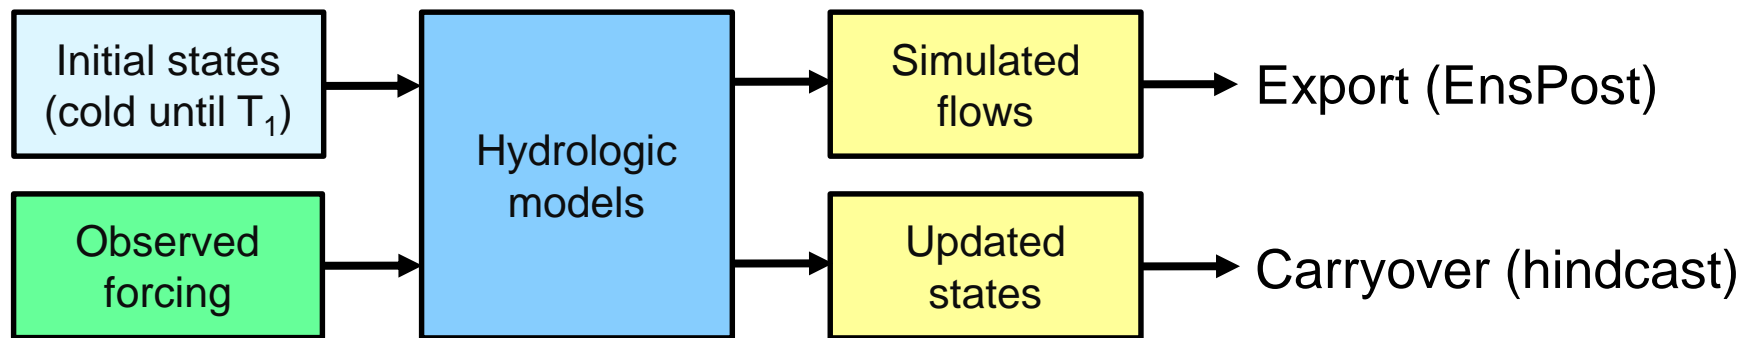 Initial states
(cold until T₁)
Observed
forcing
Hydrologic
models
Simulated
flows
Updated
states
Export (EnsPost)
Carryover (hindcast)